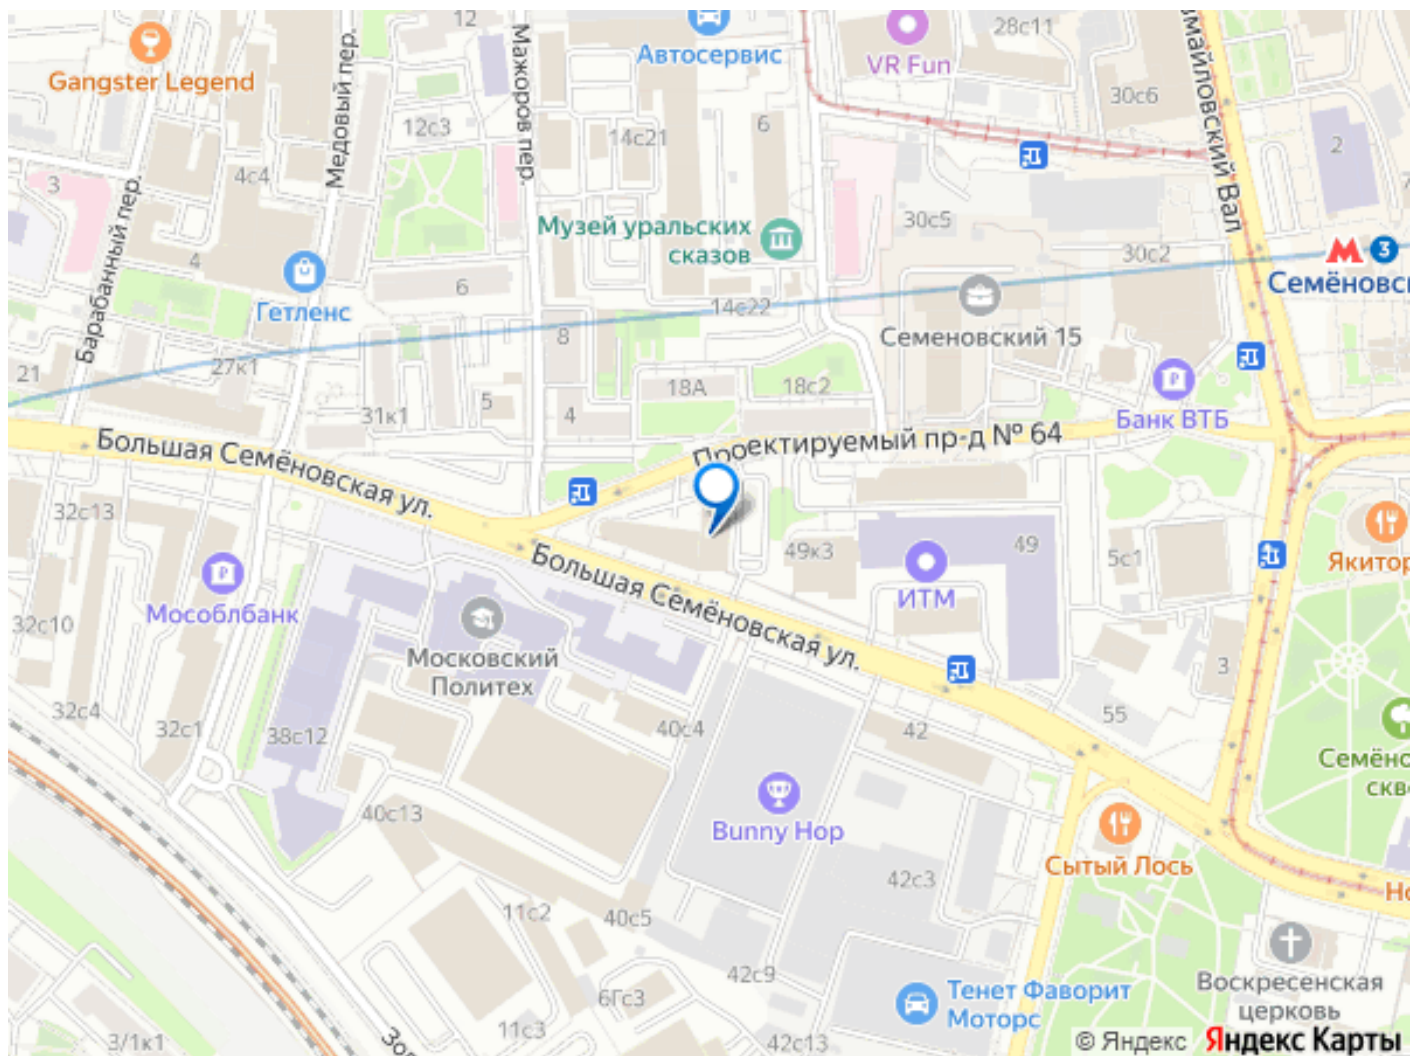 12
Автосервис
VR Fun
28с11
Gangster Legend
Медовый пер.
Мажоров пер.
Измайловский Вал
30с6
12с3
14с21
6
2
3
4с4
Барабанный пер.
Музей уральских
сказов
30с5
30с2
4
Гетленс
6
14с22
Семеновский 15
М 3
8
27к1
21
31к1
5
4
18А
18с2
Банк ВТБ
Проектируемый пр-д № 64
Большая Семёновская ул.
32с13
Мособлбанк
Большая Семёновская ул.
49к3
49
5с1
ИТМ
32с10
Московский
Политех
32с4
32с1
38с12
40с4
42
55
3
40с13
Bunny Hop
Сытый Лось
42с3
11с2
40с5
42с9
6Гс3
11с3
3/1к1
42с13
Тенет Фаворит
Моторс
Воскресенская
церковь
© Яндекс Яндекс Карты